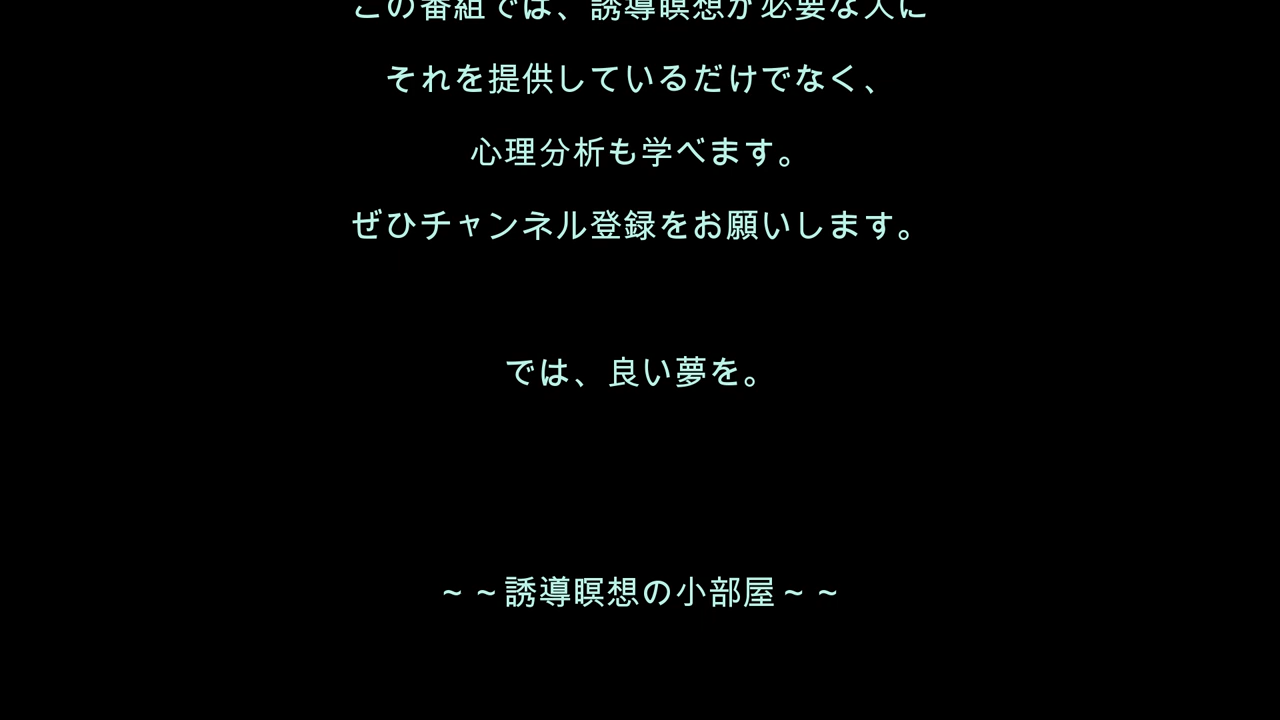 この番組では、誘導瞑想が必要な人に
それを提供しているだけでなく、
心理分析も学べます。
ぜひチャンネル登録をお願いします。
では、良い夢を。
~ ~誘導瞑想の小部屋~ ~